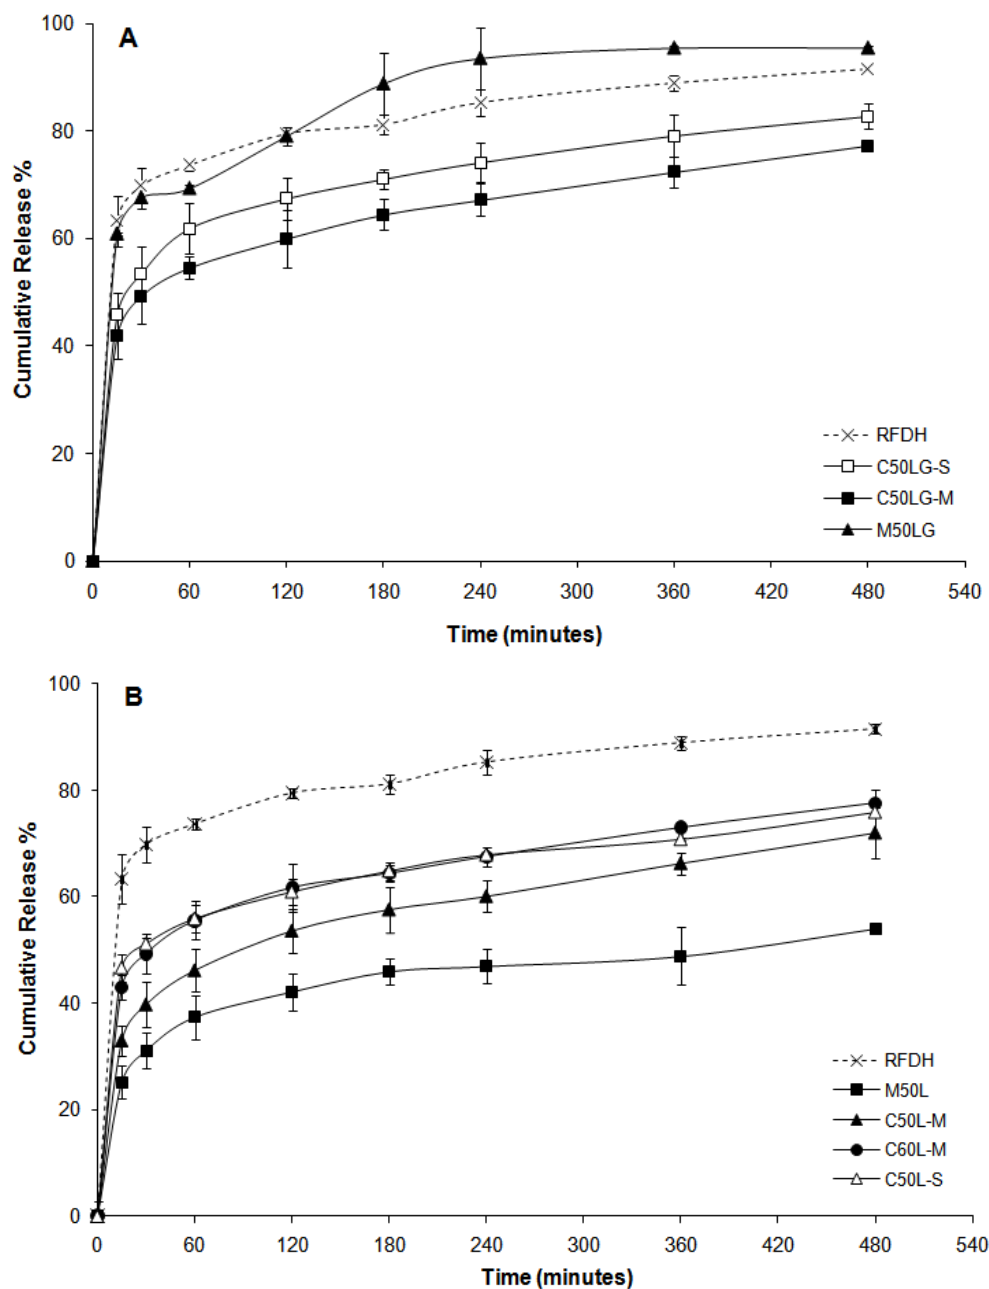 A
100
80
60
40
20
0
Cumulative Release %
0 60 120 180 240 300 360 420 480 540
Time (minutes)
RFDH
C50LG-S
C50LG-M
M50LG
B
100
80
60
40
20
0
Cumulative Release %
0 60 120 180 240 300 360 420 480 540
Time (minutes)
RFDH
M50L
C50L-M
C60L-M
C50L-S